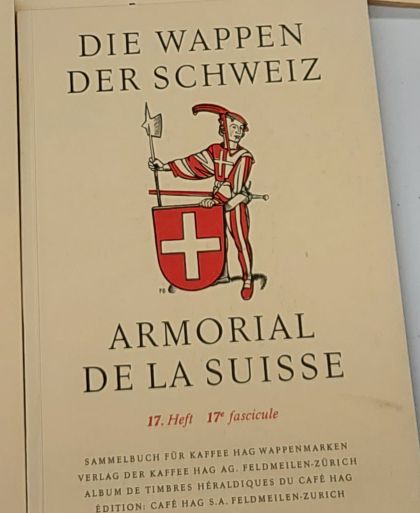 DIE WAPPEN
DER SCHWEIZ
PB
ARMORIAL
DE LA SUISSE
17. Heft 17e fascicule
SAMMELBUCH FÜR KAFFEE HAG WAPPENMARKEN
VERLAG DER KAFFEE HAG AG. FELDMEILEN-ZÜRICH
ALBUM DE TIMBRES HÉRALDIQUES DU CAFÉ HAG
ÉDITION: CAFÉ HAG S.A. FELDMEILEN-ZURICH